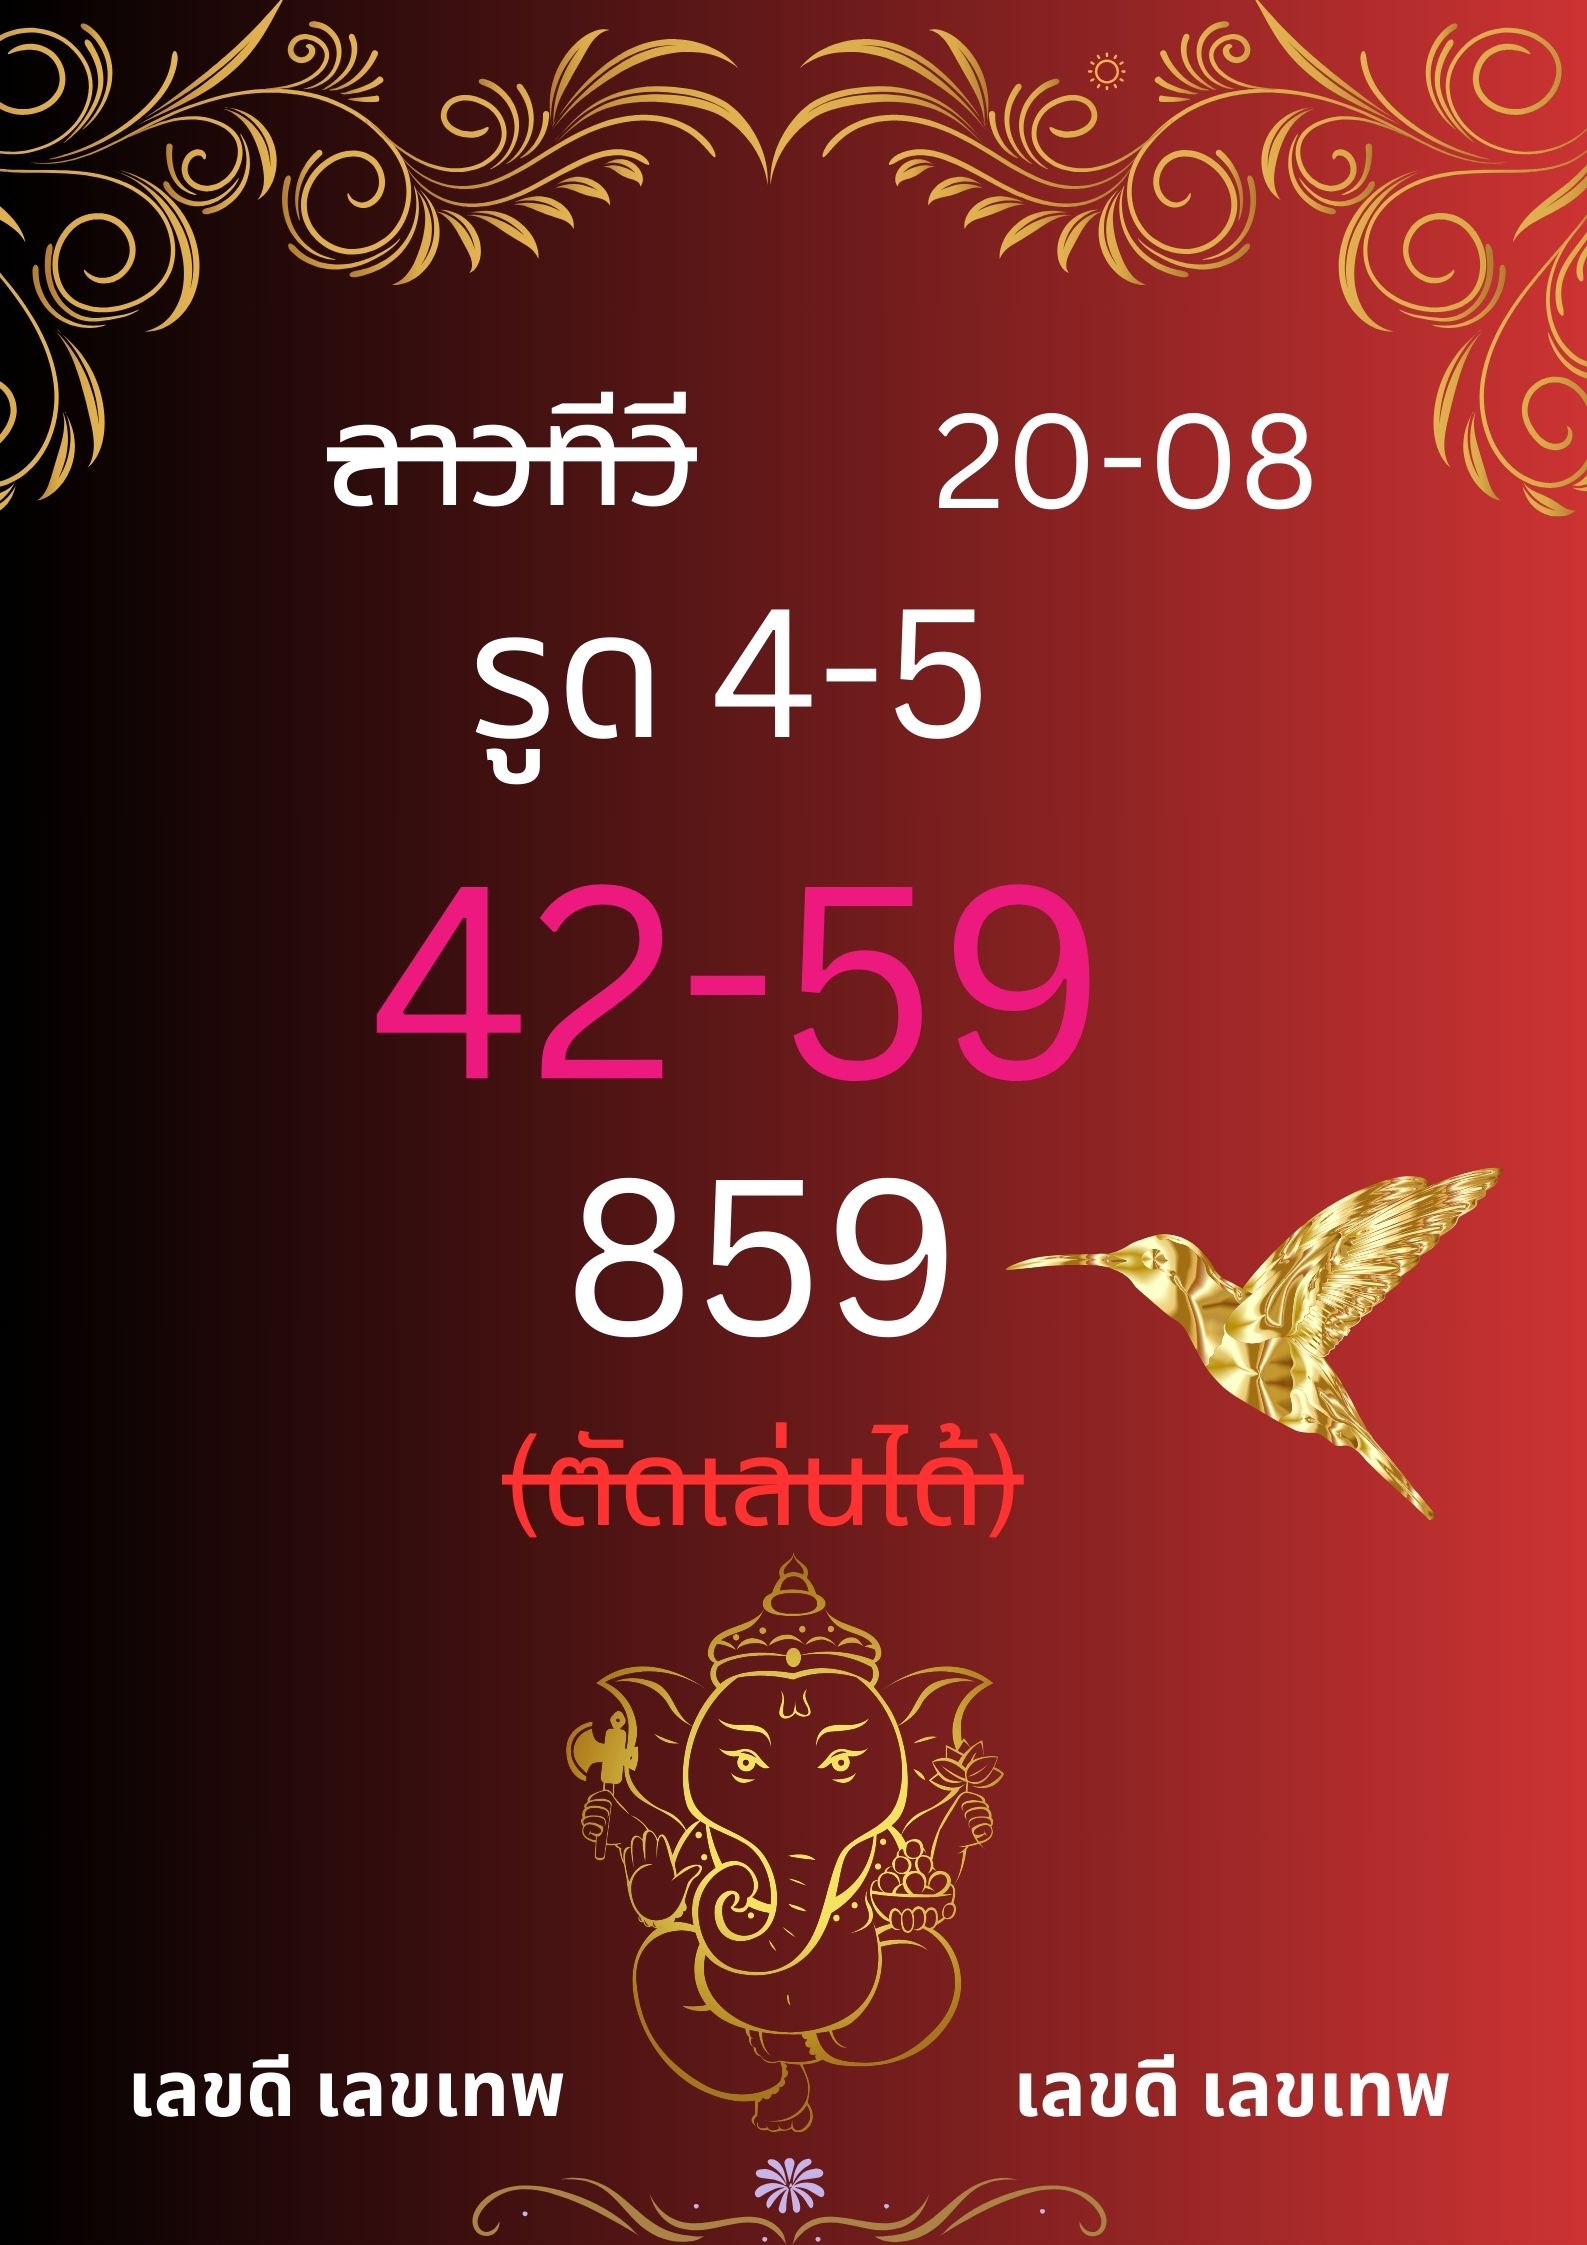 ลาวทีวี 20-08
รูด 4-5
42-59
859
(ตัดเล่นได้)
เลขดี เลขเทพ เลขดี เลขเทพ